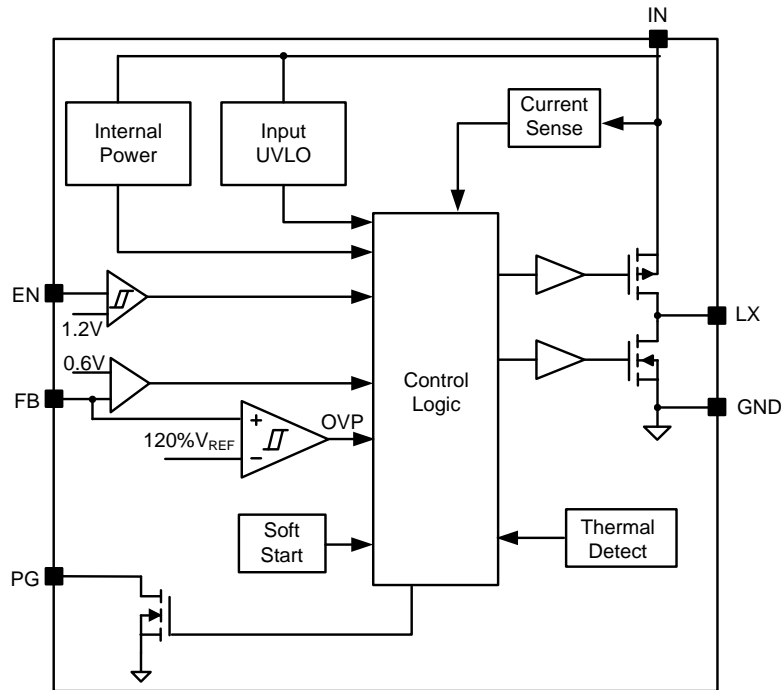 IN
Internal
Power
Input
UVLO
Current
Sense
EN
1.2V
LX
0.6V
FB
Control
Logic
GND
OVP
+
120%VREF
−
Soft
Start
Thermal
Detect
PG